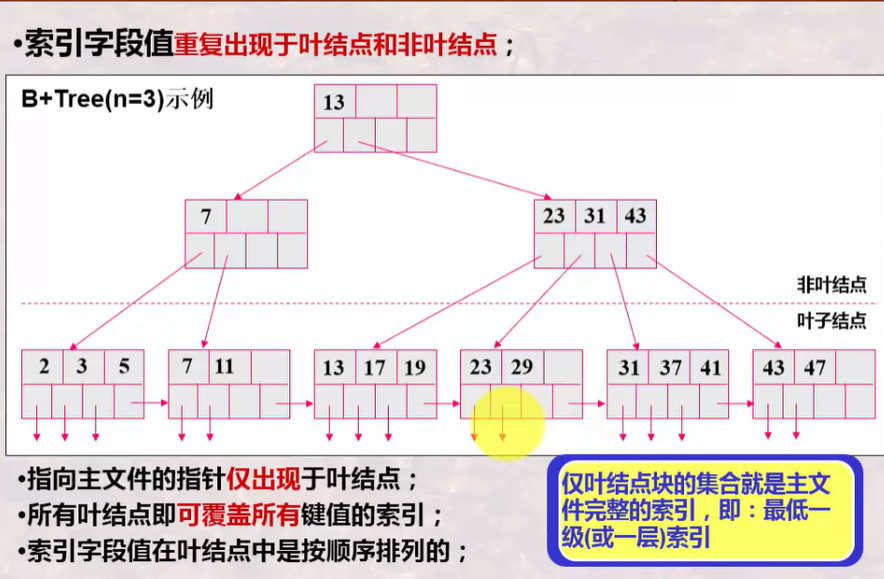 •索引字段值重复出现于叶结点和非叶结点；
B+Tree(n=3)示例
13
7
23 31 43
非叶结点
叶子结点
2 3 5
7 11
13 17 19
23 29
31 37 41
43 47
•指向主文件的指针仅出现于叶结点；
•所有叶结点即可覆盖所有键值的索引；
•索引字段值在叶结点中是按顺序排列的；
仅叶结点块的集合就是主文
件完整的索引，即：最低一
级(或一层)索引